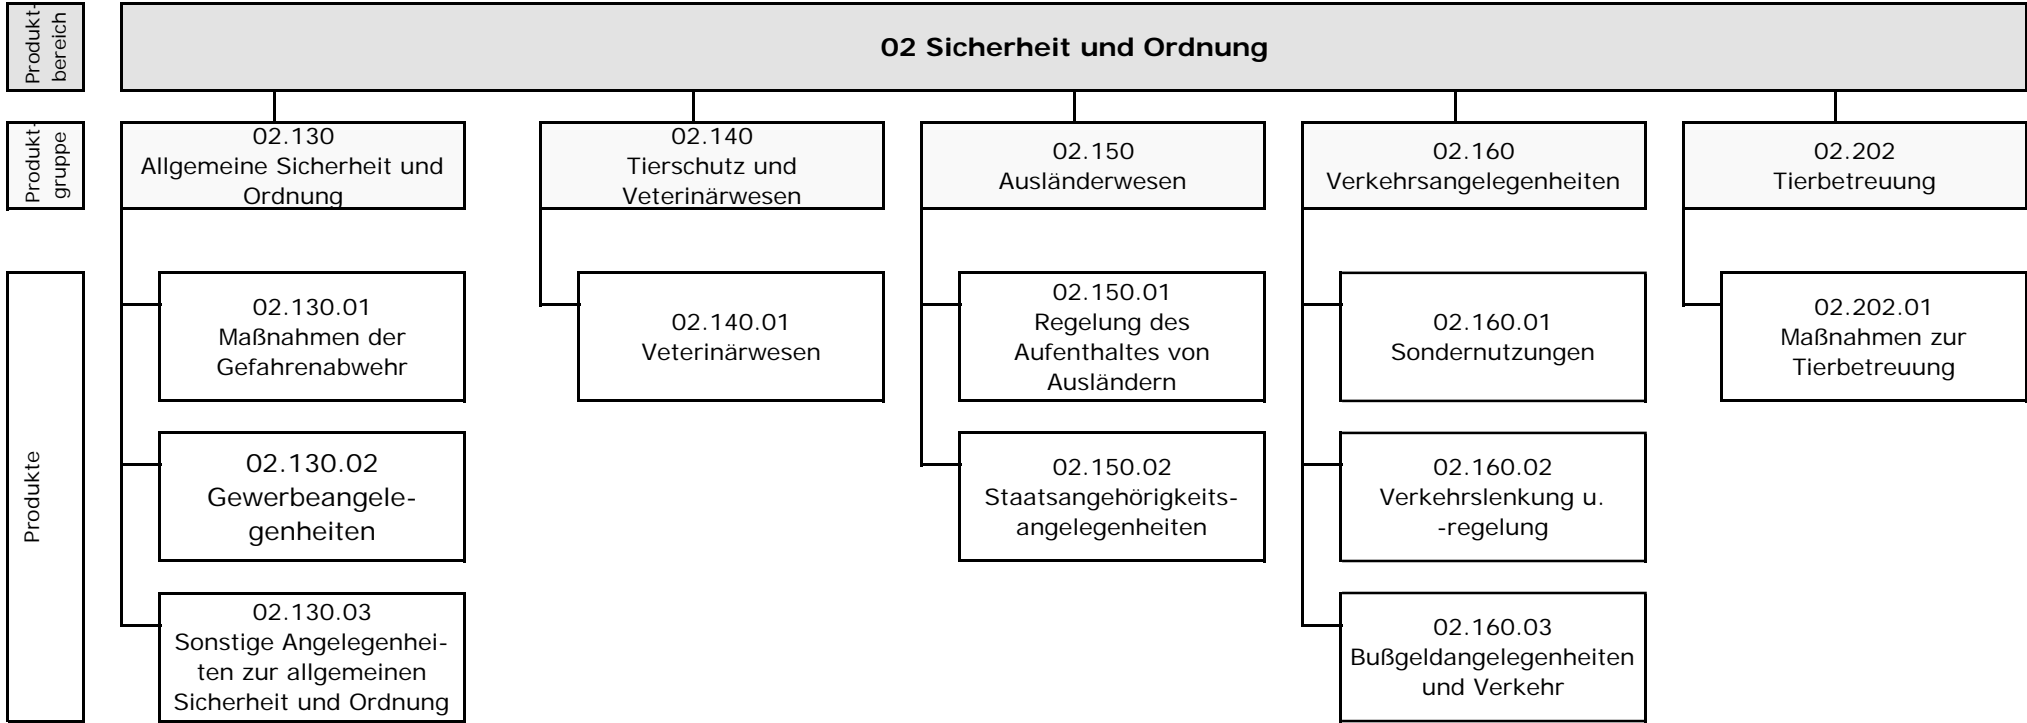 Produkt-
bereich
02 Sicherheit und Ordnung
Produkt-
gruppe
02.130
Allgemeine Sicherheit und
Ordnung
02.140
Tierschutz und
Veterinärwesen
02.150
Ausländerwesen
02.160
Verkehrsangelegenheiten
02.202
Tierbetreuung
Produkte
02.130.01
Maßnahmen der
Gefahrenabwehr
02.140.01
Veterinärwesen
02.150.01
Regelung des
Aufenthaltes von
Ausländern
02.160.01
Sondernutzungen
02.202.01
Maßnahmen zur
Tierbetreuung
02.130.02
Gewerbeangele-
genheiten
02.150.02
Staatsangehörigkeits-
angelegenheiten
02.160.02
Verkehrslenkung u.
-regelung
02.130.03
Sonstige Angelegenhei-
ten zur allgemeinen
Sicherheit und Ordnung
02.160.03
Bußgeldangelegenheiten
und Verkehr